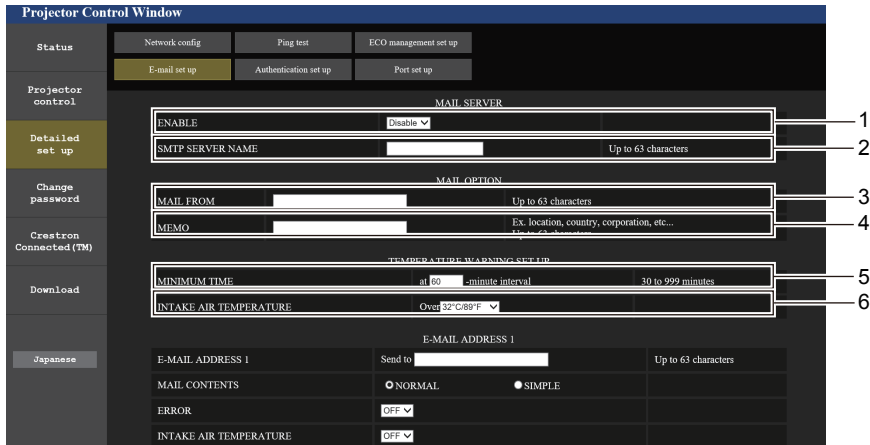 Projector Control Window
Status
Network config
Ping test
ECO management set up
E-mail set up
Authentication set up
Port set up
Projector
control
Detailed
set up
Change
password
Crestron
Connected(TM)
Download
Japanese
MAIL SERVER
ENABLE Disable 1
SMTP SERVER NAME Up to 63 characters 2
MAIL OPTION
MAIL FROM Up to 63 characters 3
MEMO Ex. location, country, corporation, etc... 4
Up to 63 characters
TEMPERATURE WARNING SET UP
MINIMUM TIME at 60 -minute interval 30 to 999 minutes 5
INTAKE AIR TEMPERATURE Over 32°C/89°F 6
E-MAIL ADDRESS 1
E-MAIL ADDRESS 1 Send to Up to 63 characters
MAIL CONTENTS NORMAL SIMPLE
ERROR OFF
INTAKE AIR TEMPERATURE OFF